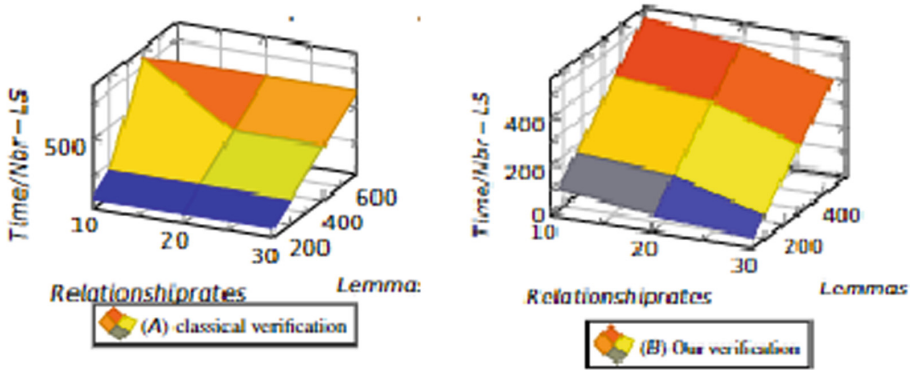 Time/Nbr-LS
500
10
20
30
200
400
600
Relationshiprates
Lemmas
(A) classical verification
Time/Nbr-LS
400
200
0
10
20
30
200
400
Relationshiprates
Lemmas
(B) Our verification